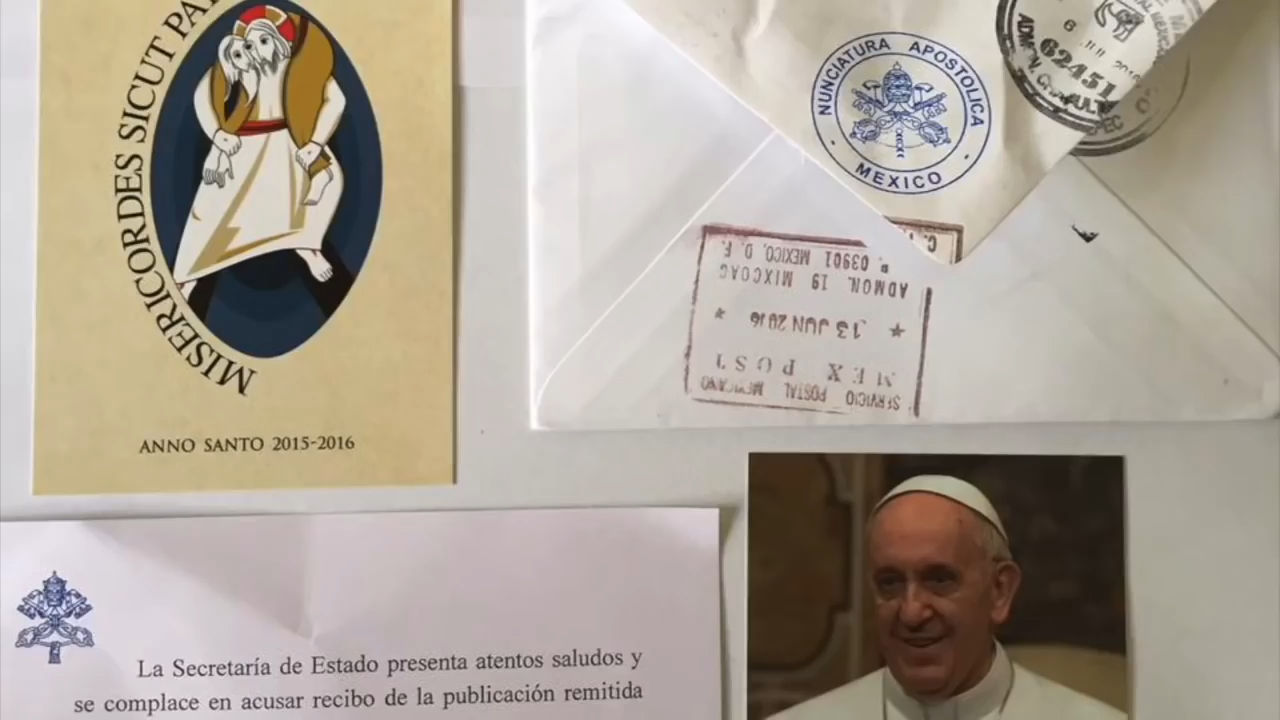 MISERICORDES SICUT PA
ANNO SANTO 2015-2016
NUNCIATURA APOSTOLICA
· MEXICO ·
62451
C.
03901 MEXICO, D. F.
ADMON. 19 MIXCOAC
* 13 JUN 2016 *
MEX POST
SERVICIO POSTAL MEXICANO
La Secretaría de Estado presenta atentos saludos y
se complace en acusar recibo de la publicación remitida